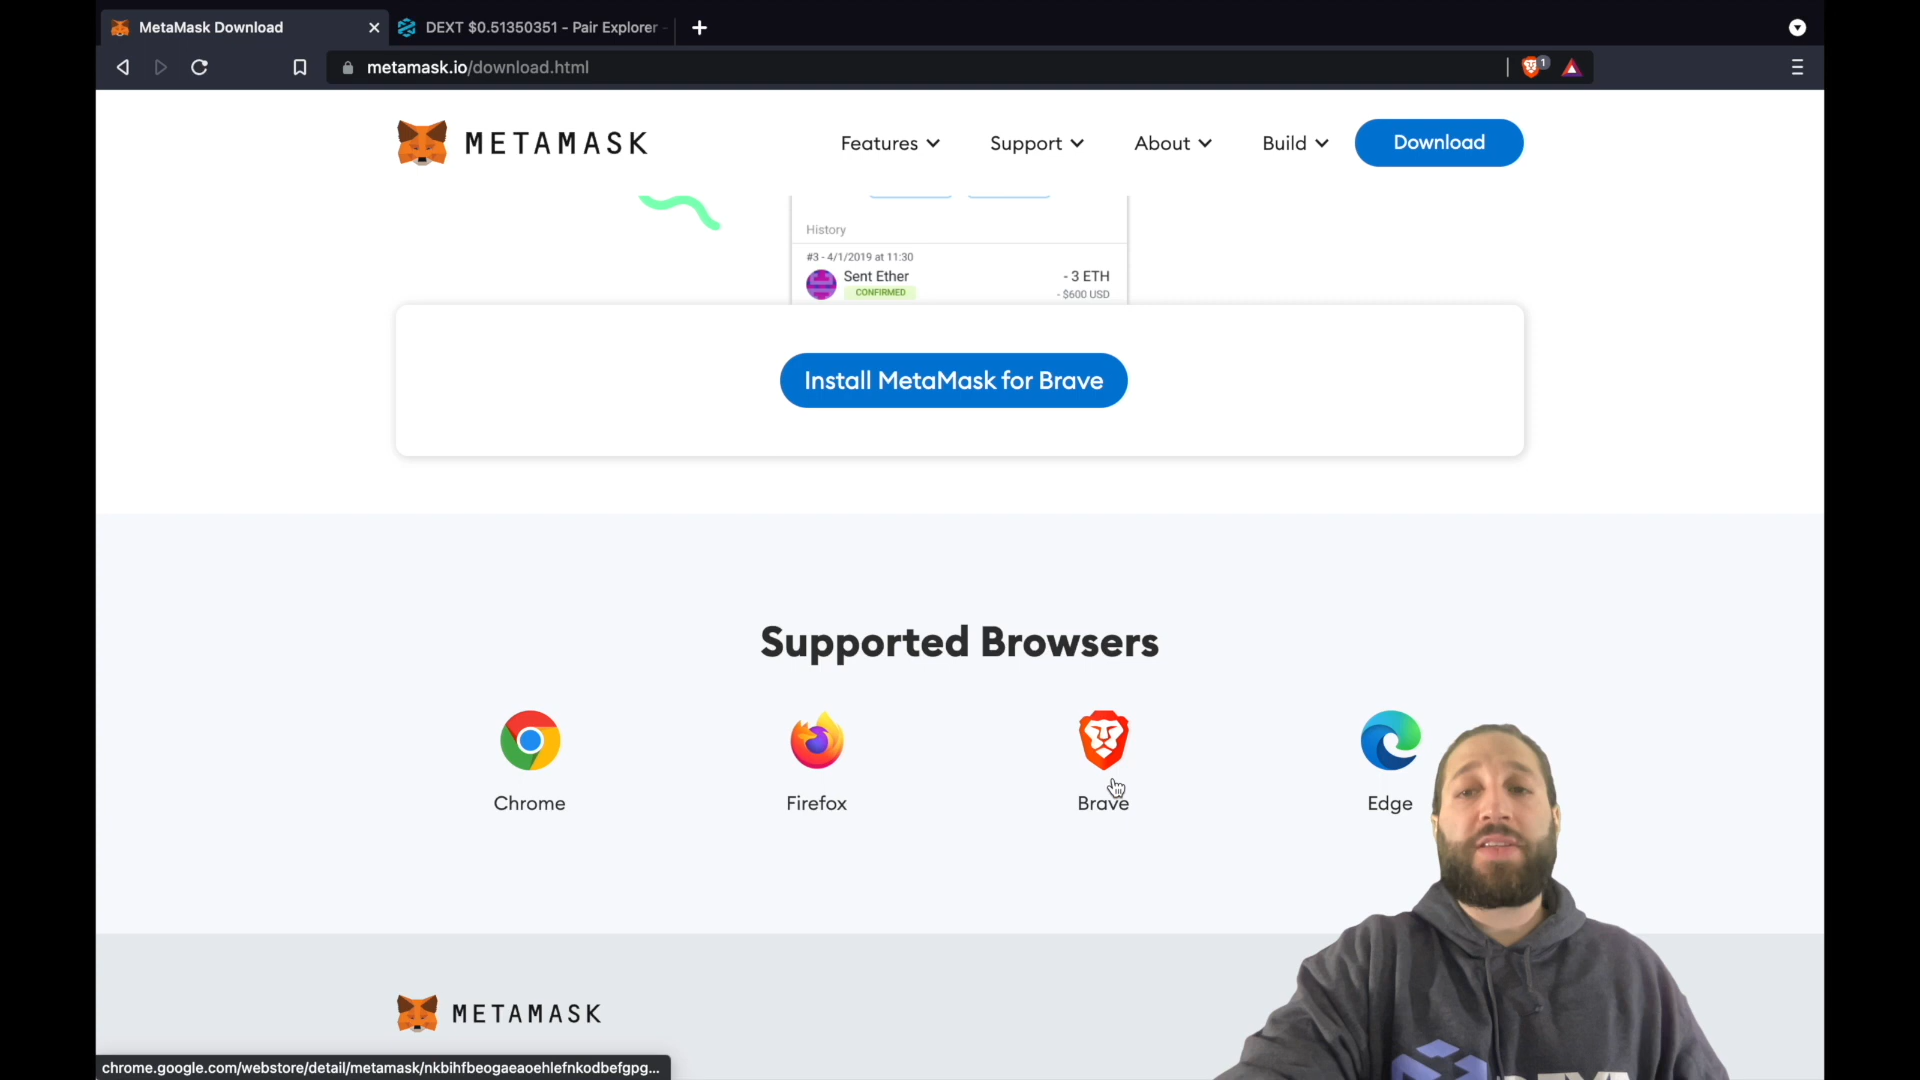 MetaMask Download
DEXT $0.51350351 - Pair Explorer -
metamask.io/download.html
1
METAMASK
Features
Support
About
Build
Download
History
#3 - 4/1/2019 at 11:30
Sent Ether
- 3 ETH
CONFIRMED
- $600 USD
Install MetaMask for Brave
Supported Browsers
Chrome
Firefox
Brave
Edge
METAMASK
chrome.google.com/webstore/detail/metamask/nkbihfbeogaeaoehlefnkodbefgpg...